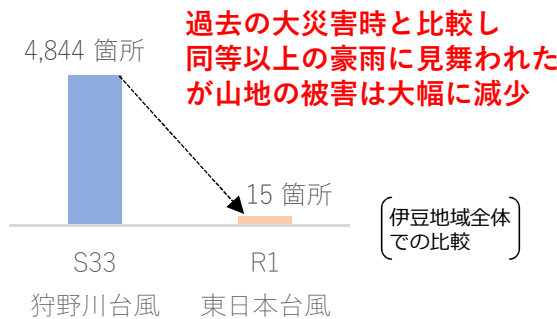 過去の大災害時と比較し
同等以上の豪雨に見舞われた
が山地の被害は大幅に減少
4,844 箇所
15 箇所
伊豆地域全体
での比較
S33
R1
狩野川台風
東日本台風